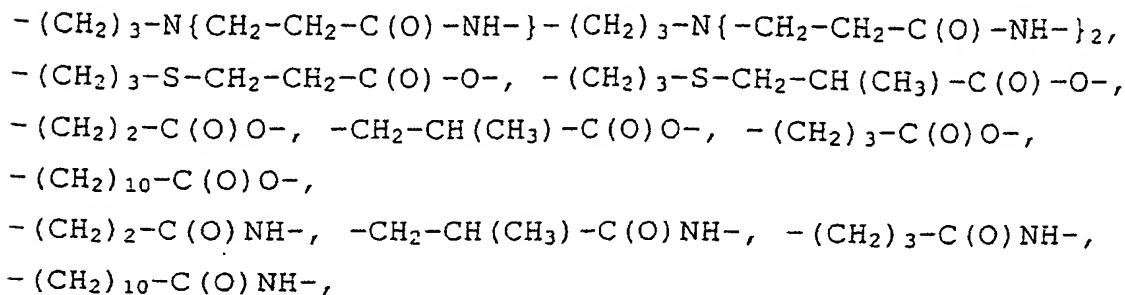 -(CH₂)₃-N{CH₂-CH₂-C(O)-NH-}-(CH₂)₃-N{-CH₂-CH₂-C(O)-NH-}₂,
-(CH₂)₃-S-CH₂-CH₂-C(O)-O-, -(CH₂)₃-S-CH₂-CH(CH₃)-C(O)-O-,
-(CH₂)₂-C(O)O-, -CH₂-CH(CH₃)-C(O)O-, -(CH₂)₃-C(O)O-,
-(CH₂)₁₀-C(O)O-,
-(CH₂)₂-C(O)NH-, -CH₂-CH(CH₃)-C(O)NH-, -(CH₂)₃-C(O)NH-,
-(CH₂)₁₀-C(O)NH-,